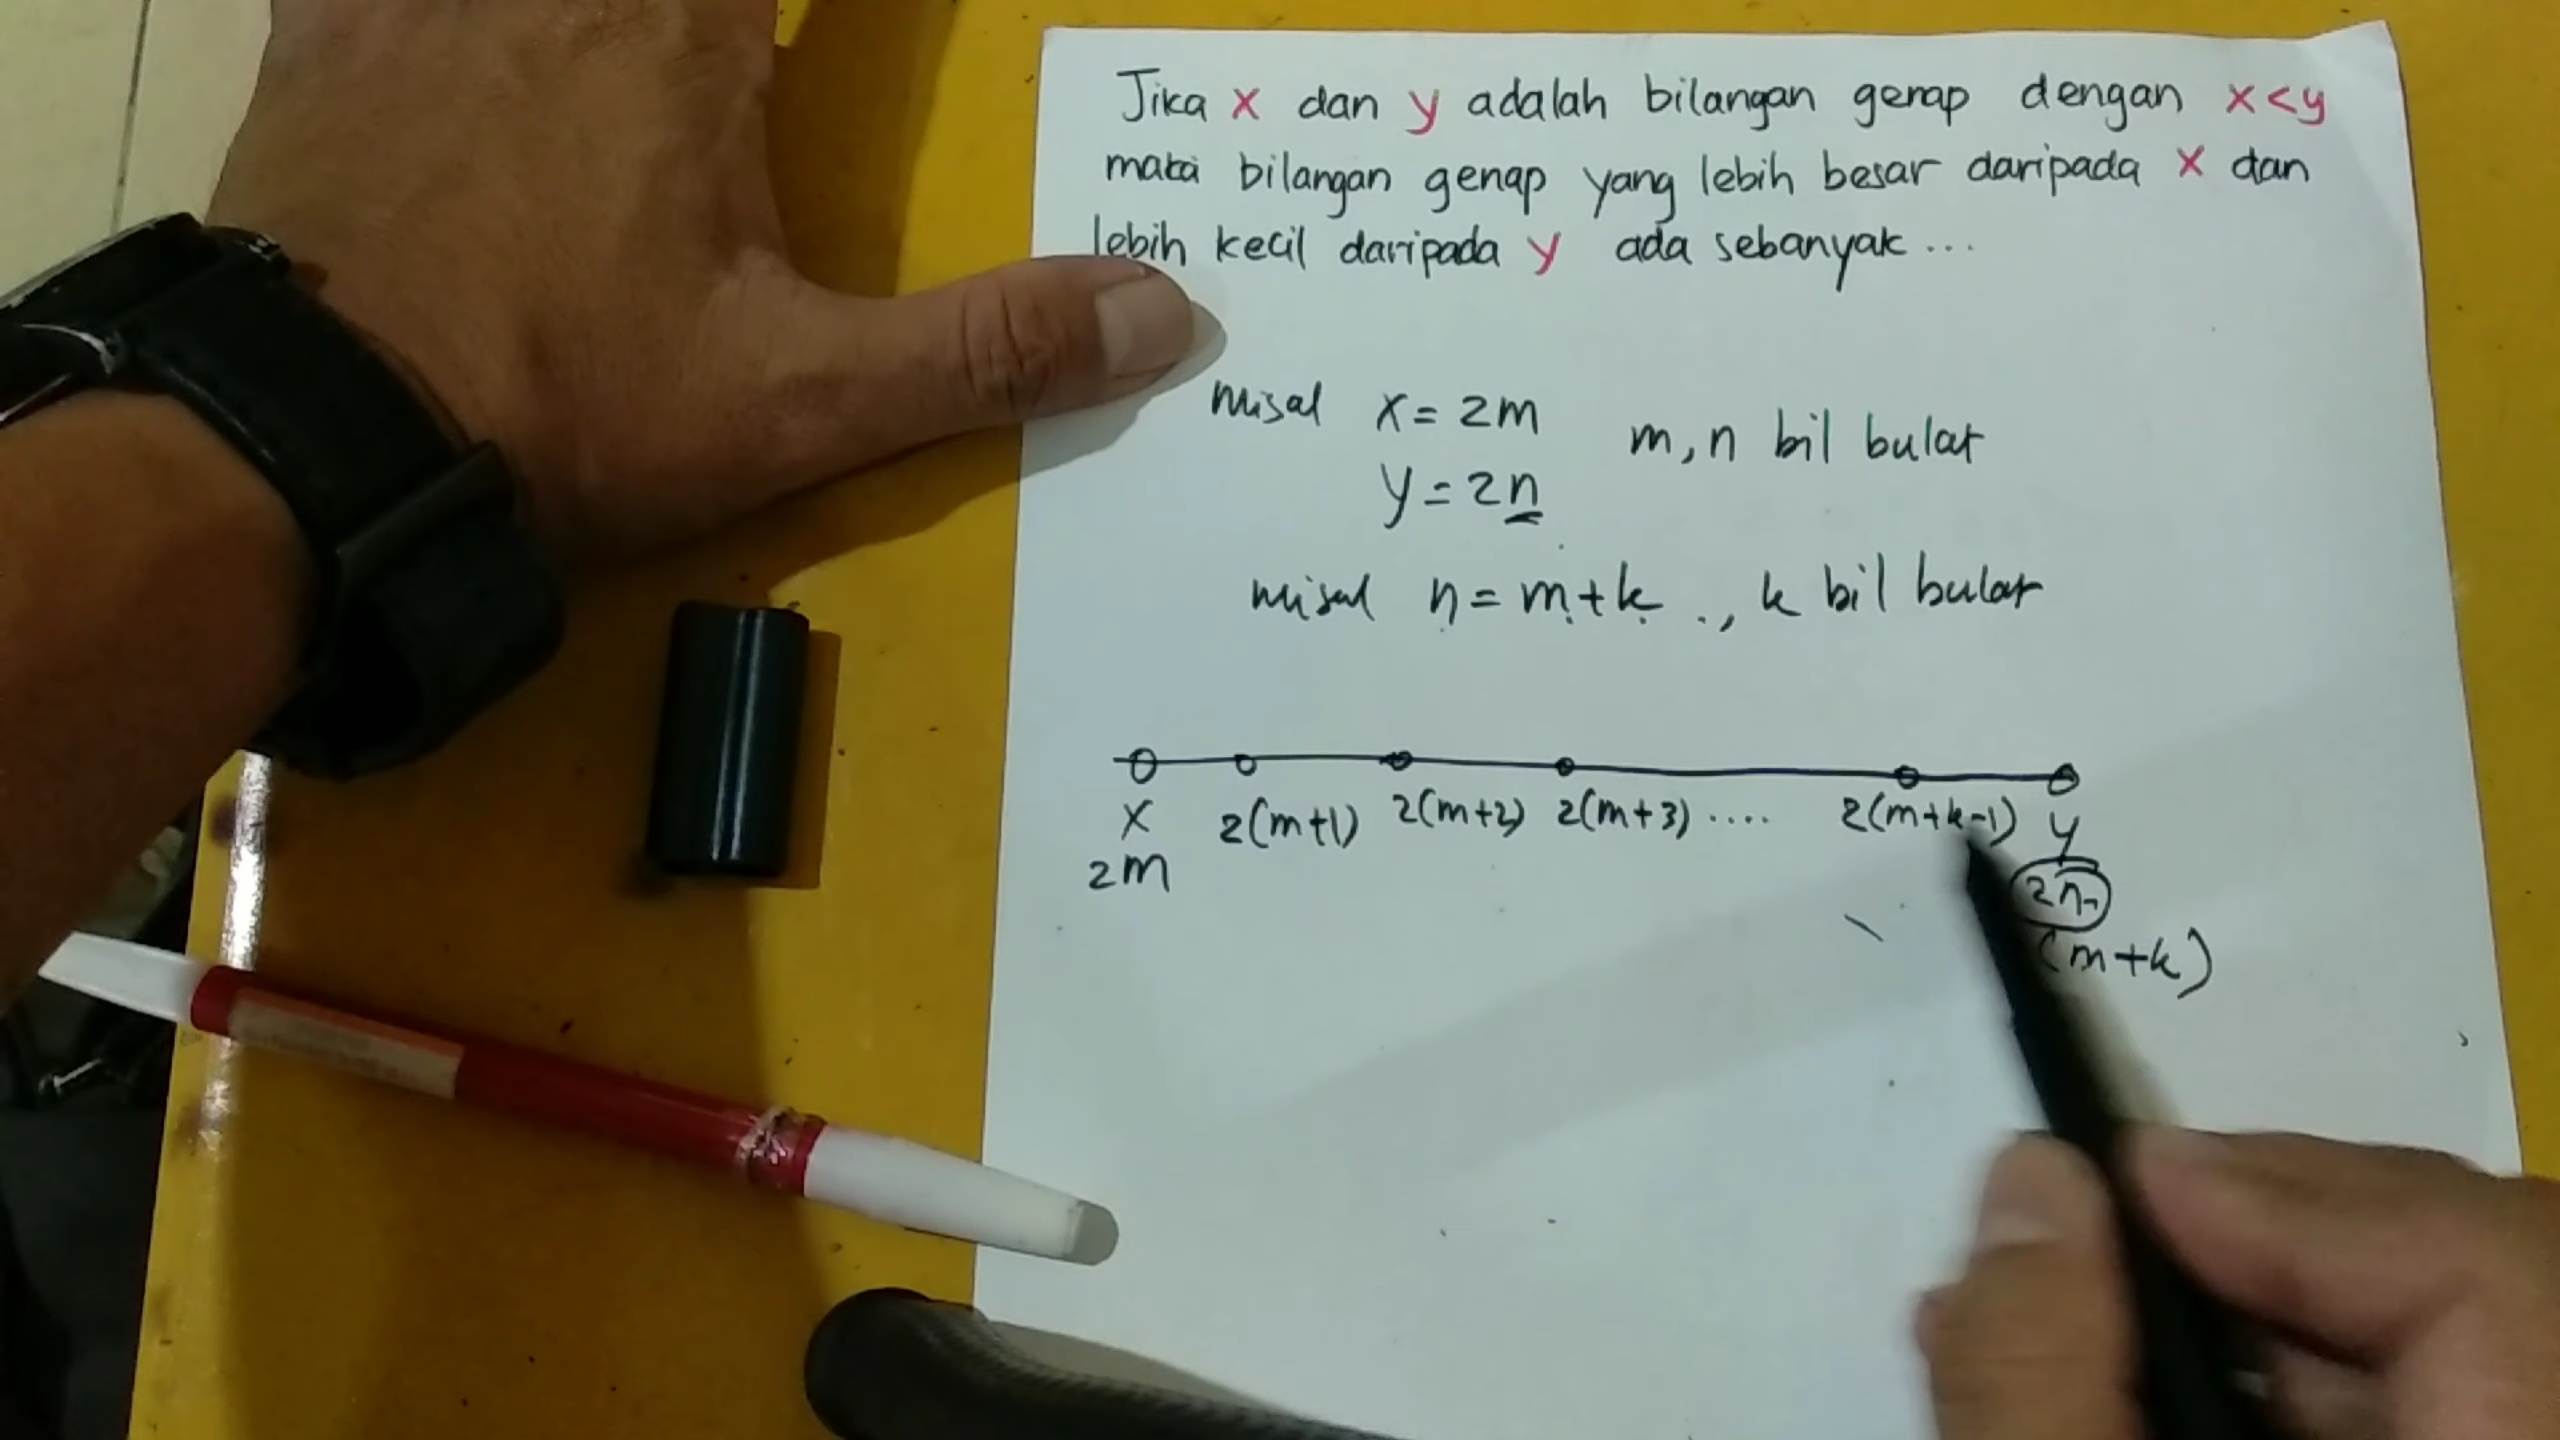 Jika x dan y adalah bilangan genap dengan x<y
maka bilangan genap yang lebih besar daripada x dan
lebih kecil daripada y ada sebanyak ...
misal x = 2m
m, n bil bulat
y = 2n
misal n = m+k , k bil bulat
x 2(m+1) 2(m+2) 2(m+3) .... 2(m+k-1) y
2m 2n
(m+k)